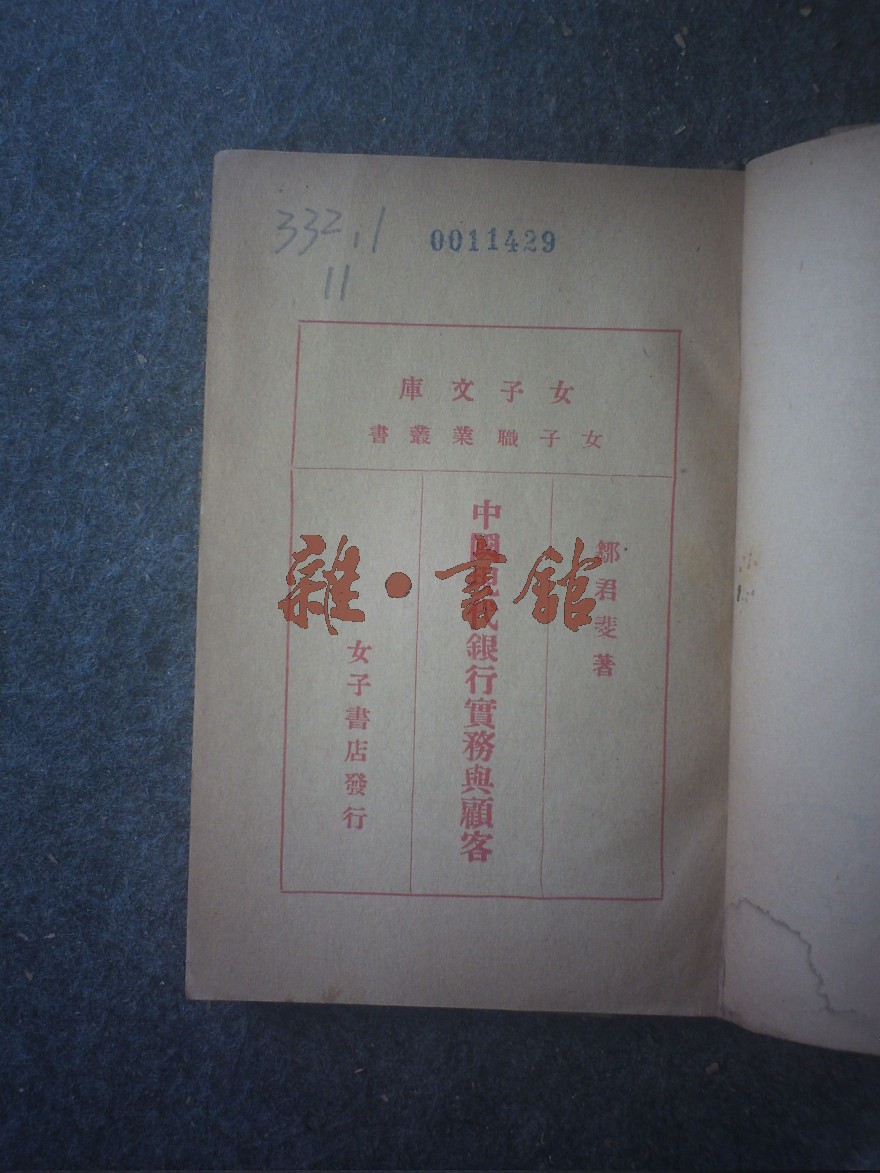 332.1
11
0011429
女子文庫
女子職業叢書
鄒君斐著
中國現代銀行實務與顧客
女子書店發行
雜·書館